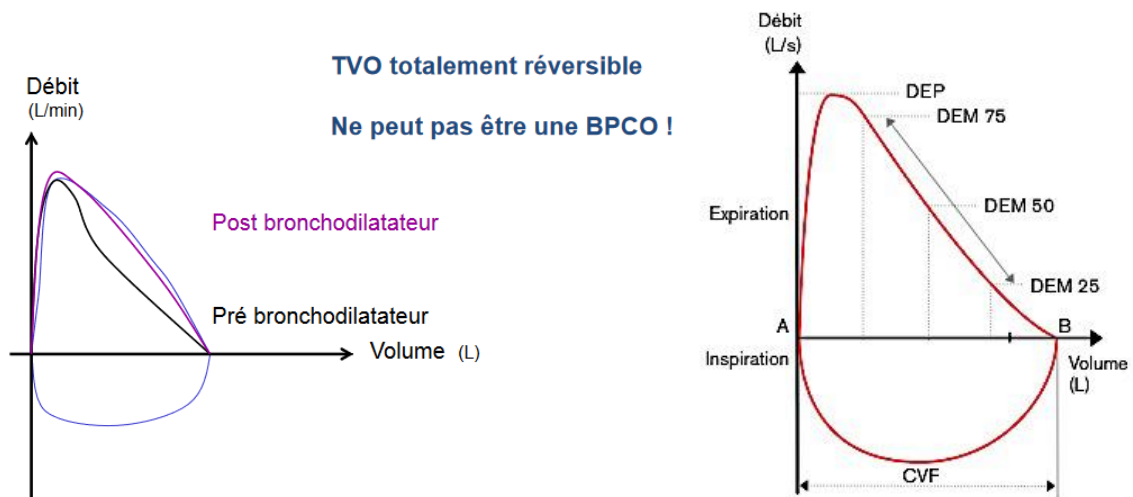 TVO totalement réversible
Ne peut pas être une BPCO !
Débit
(L/min)
Post bronchodilatateur
Pré bronchodilatateur
Volume (L)
Débit
(L/s)
DEP
DEM 75
Expiration
DEM 50
DEM 25
A
B
Inspiration
Volume
(L)
CVF